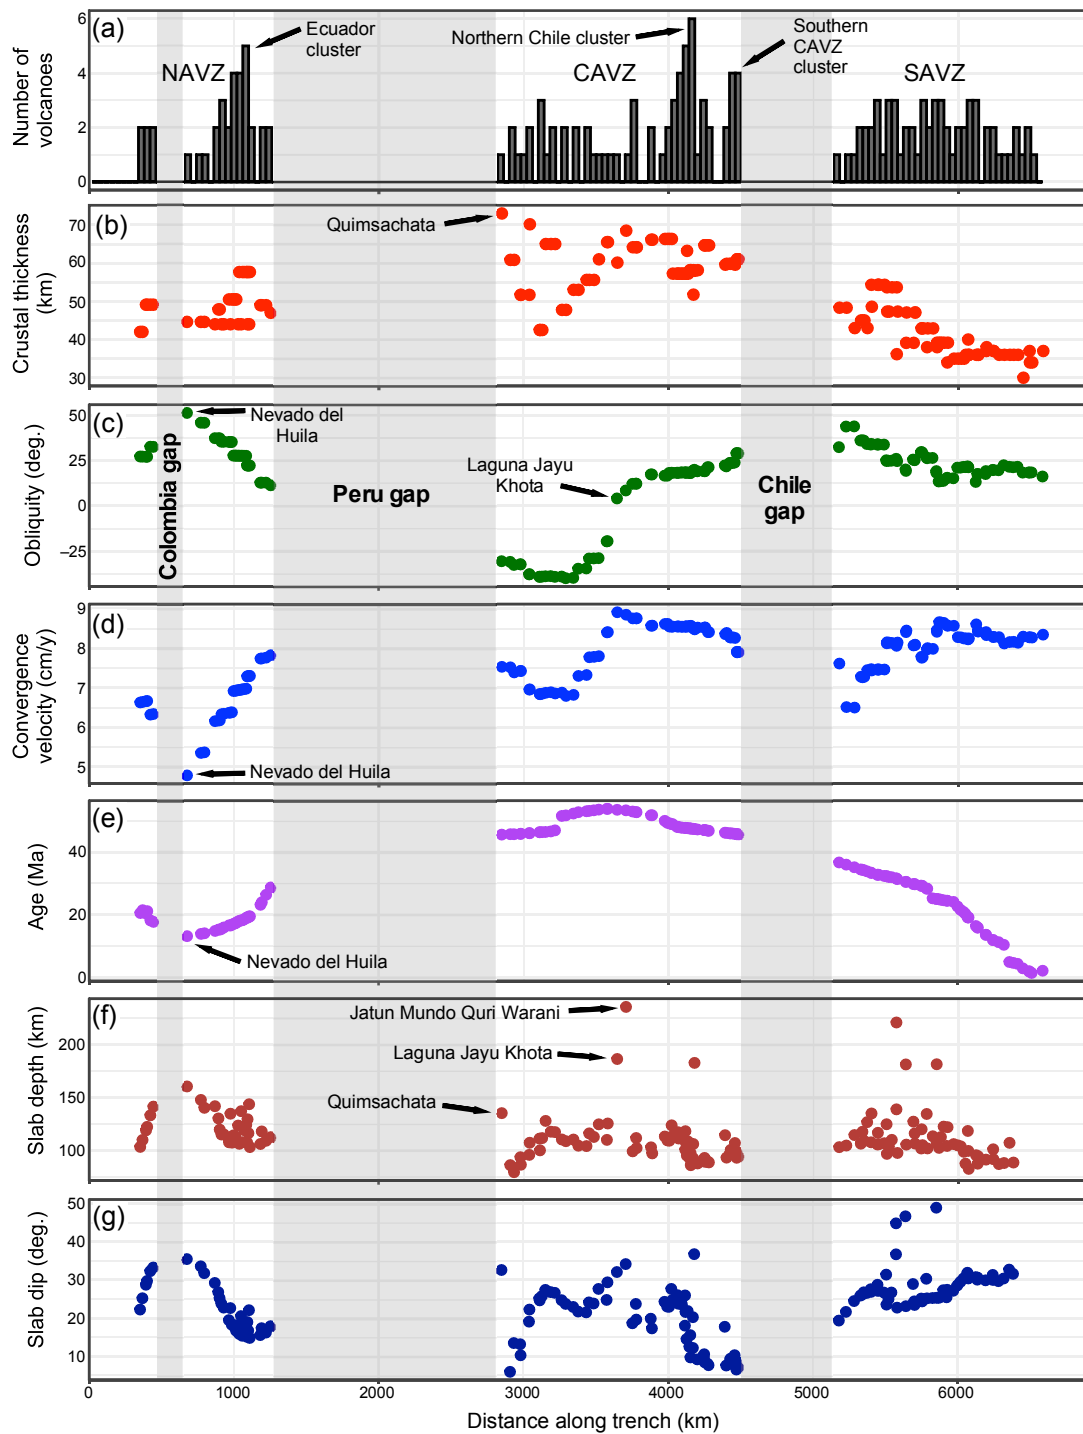 (a)
Number of
volcanoes
6
4
2
0
NAVZ
Ecuador
cluster
Northern Chile cluster
CAVZ
Southern
CAVZ
cluster
SAVZ
(b)
Crustal thickness
(km)
70
60
50
40
30
Quimsachata
(c)
Obliquity (deg.)
50
25
0
−25
Colombia gap
Nevado del
Huila
Peru gap
Laguna Jayu
Khota
Chile
gap
(d)
Convergence
velocity (cm/y)
9
8
7
6
5
Nevado del Huila
(e)
Age (Ma)
40
20
0
Nevado del Huila
(f)
Slab depth (km)
200
150
100
Jatun Mundo Quri Warani
Laguna Jayu Khota
Quimsachata
(g)
Slab dip (deg.)
50
40
30
20
10
0 1000 2000 3000 4000 5000 6000
Distance along trench (km)